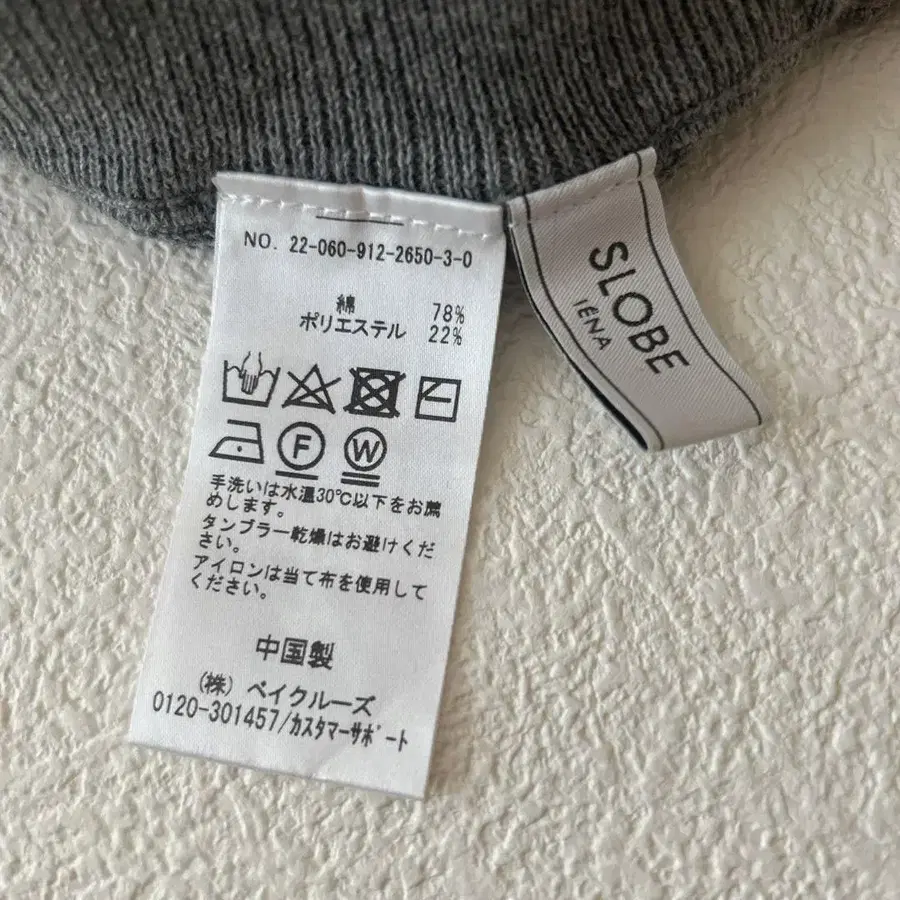 NO. 22-060-912-2650-3-0
綿 78%
ポリエステル 22%
F W
手洗いは水温30℃以下をお薦
めします。
タンブラー乾燥はお避けくだ
さい。
アイロンは当て布を使用して
ください。
中国製
(株) ベイクルーズ
0120-301457/カスタマーサポート
SLOBE
IÉNA